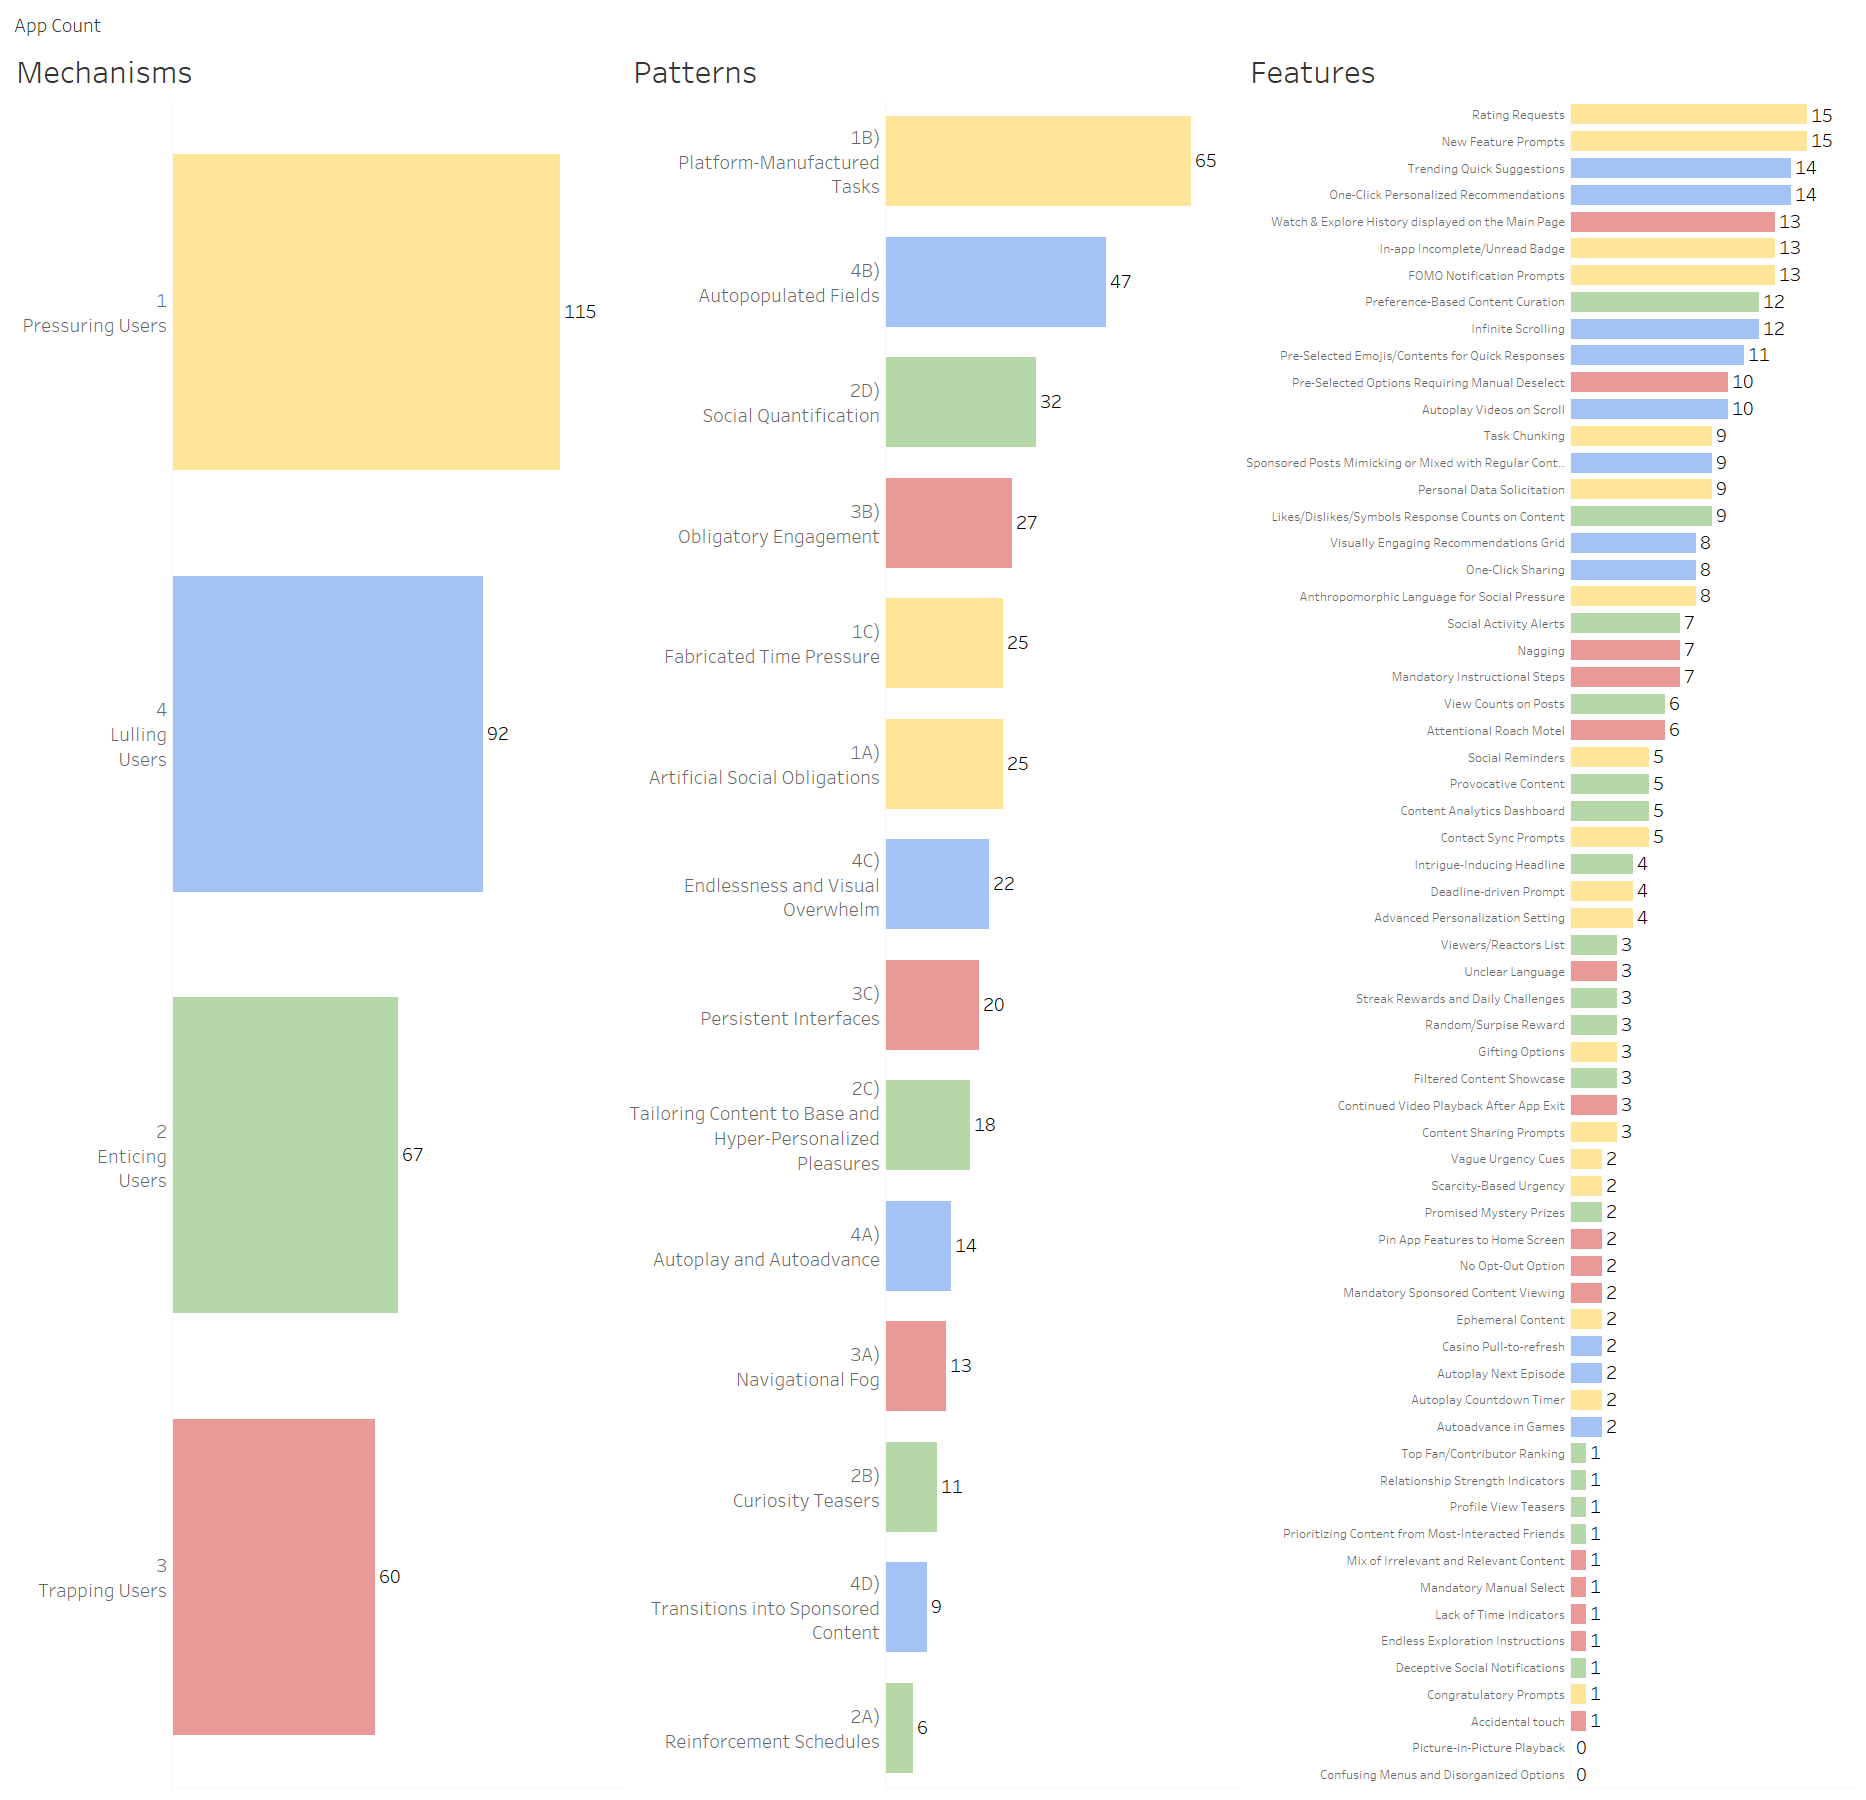 App Count
Mechanisms
1
Pressuring Users
115
4
Lulling
Users
92
2
Enticing
Users
67
3
Trapping Users
60
Patterns
1B)
Platform-Manufactured
Tasks
65
4B)
Autopopulated Fields
47
2D)
Social Quantification
32
3B)
Obligatory Engagement
27
1C)
Fabricated Time Pressure
25
1A)
Artificial Social Obligations
25
4C)
Endlessness and Visual
Overwhelm
22
3C)
Persistent Interfaces
20
2C)
Tailoring Content to Base and
Hyper-Personalized
Pleasures
18
4A)
Autoplay and Autoadvance
14
3A)
Navigational Fog
13
2B)
Curiosity Teasers
11
4D)
Transitions into Sponsored
Content
9
2A)
Reinforcement Schedules
6
Features
Rating Requests 15
New Feature Prompts 15
Trending Quick Suggestions 14
One-Click Personalized Recommendations 14
Watch & Explore History displayed on the Main Page 13
In-app Incomplete/Unread Badge 13
FOMO Notification Prompts 13
Preference-Based Content Curation 12
Infinite Scrolling 12
Pre-Selected Emojis/Contents for Quick Responses 11
Pre-Selected Options Requiring Manual Deselect 10
Autoplay Videos on Scroll 10
Task Chunking 9
Sponsored Posts Mimicking or Mixed with Regular Cont.. 9
Personal Data Solicitation 9
Likes/Dislikes/Symbols Response Counts on Content 9
Visually Engaging Recommendations Grid 8
One-Click Sharing 8
Anthropomorphic Language for Social Pressure 8
Social Activity Alerts 7
Nagging 7
Mandatory Instructional Steps 7
View Counts on Posts 6
Attentional Roach Motel 6
Social Reminders 5
Provocative Content 5
Content Analytics Dashboard 5
Contact Sync Prompts 5
Intrigue-Inducing Headline 4
Deadline-driven Prompt 4
Advanced Personalization Setting 4
Viewers/Reactors List 3
Unclear Language 3
Streak Rewards and Daily Challenges 3
Random/Surpise Reward 3
Gifting Options 3
Filtered Content Showcase 3
Continued Video Playback After App Exit 3
Content Sharing Prompts 3
Vague Urgency Cues 2
Scarcity-Based Urgency 2
Promised Mystery Prizes 2
Pin App Features to Home Screen 2
No Opt-Out Option 2
Mandatory Sponsored Content Viewing 2
Ephemeral Content 2
Casino Pull-to-refresh 2
Autoplay Next Episode 2
Autoplay Countdown Timer 2
Autoadvance in Games 2
Top Fan/Contributor Ranking 1
Relationship Strength Indicators 1
Profile View Teasers 1
Prioritizing Content from Most-Interacted Friends 1
Mix of Irrelevant and Relevant Content 1
Mandatory Manual Select 1
Lack of Time Indicators 1
Endless Exploration Instructions 1
Deceptive Social Notifications 1
Congratulatory Prompts 1
Accidental touch 1
Picture-in-Picture Playback 0
Confusing Menus and Disorganized Options 0